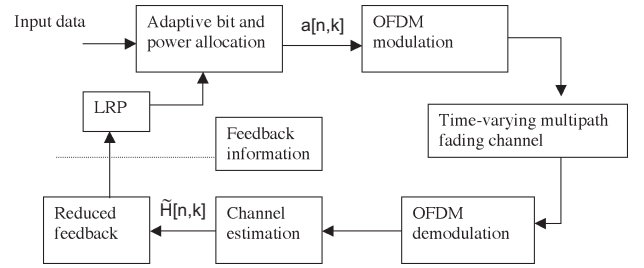 Input data
Adaptive bit and
power allocation
a[n,k]
OFDM
modulation
LRP
Feedback
information
Time-varying multipath
fading channel
Reduced
feedback
H̃[n,k]
Channel
estimation
OFDM
demodulation